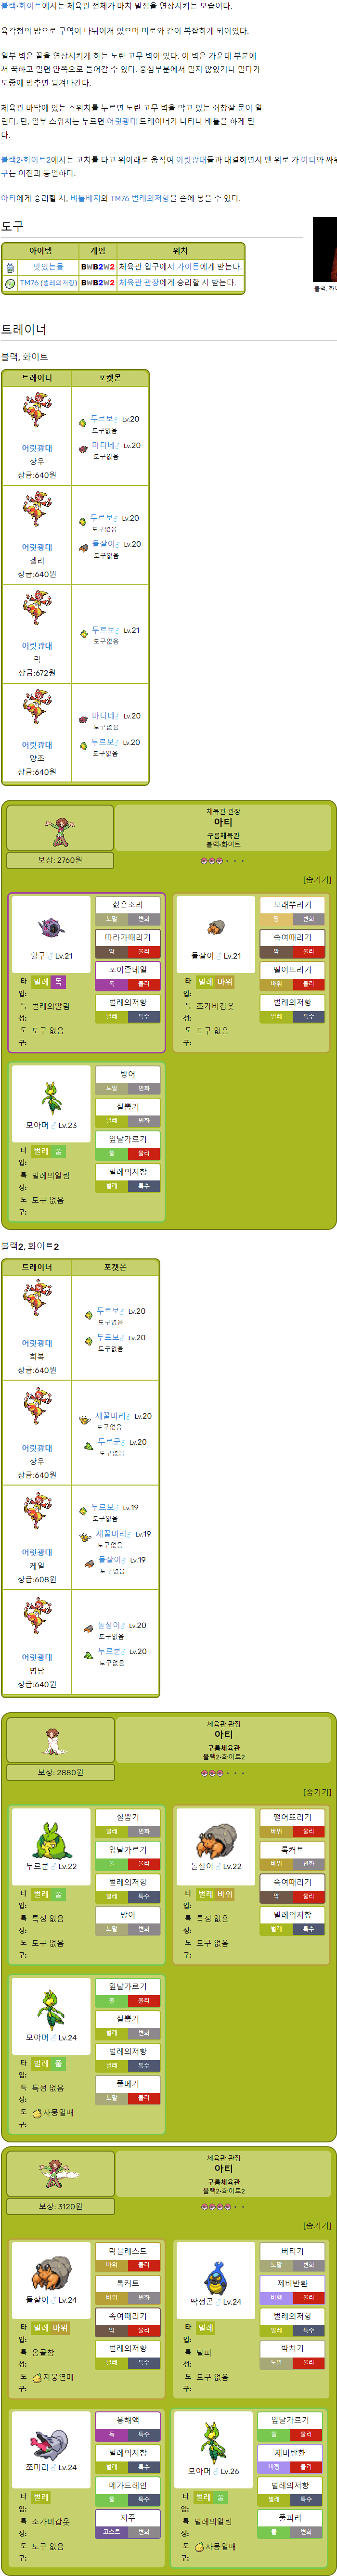 블랙·화이트에서는 체육관 전체가 마치 벌집을 연상시키는 모습이다.
육각형의 방으로 구역이 나뉘어져 있으며 미로와 같이 복잡하게 되어있다.
일부 벽은 꿀을 연상시키게 하는 노란 고무 벽이 있다. 이 벽은 가운데 부분에
서 쭉하고 밀면 안쪽으로 들어갈 수 있다. 중심부분에서 밀지 않았거나 밀다가
도중에 멈추면 튕겨나간다.
체육관 바닥에 있는 스위치를 누르면 노란 고무 벽을 막고 있는 쇠창살 문이 열
린다. 단, 일부 스위치는 누르면 어릿광대 트레이너가 나타나 배틀을 하게 된
다.
블랙2·화이트2에서는 고치를 타고 위아래로 움직여 어릿광대들과 대결하면서 맨 위로 가 아티와 싸우
구는 이전과 동일하다.
아티에게 승리할 시, 비틀배지와 TM76 벌레의저항을 손에 넣을 수 있다.
도구
아이템 게임 위치
맛있는물 BWB2W2 체육관 입구에서 가이든에게 받는다.
TM76 (벌레의저항) BWB2W2 체육관 관장에게 승리할 시 받는다.
블랙, 화이
트레이너
블랙, 화이트
트레이너 포켓몬
어릿광대
상우
상금:640원
두르보♂ Lv.20
도구없음
마디네♂ Lv.20
도구없음
어릿광대
켈리
상금:640원
두르보♂ Lv.20
도구없음
돌살이♂ Lv.20
도구없음
어릿광대
릭
상금:672원
두르보♂ Lv.21
도구없음
어릿광대
양조
상금:640원
마디네♂ Lv.20
도구없음
두르보♂ Lv.20
도구없음
체육관 관장
아티
구름체육관
블랙·화이트
보상: 2760원
[숨기기]
휠구♂Lv.21
타입: 벌레 독
특성: 벌레의알림
도구: 도구 없음
싫은소리
노말 변화
따라가때리기
악 물리
포이즌테일
독 물리
벌레의저항
벌레 특수
돌살이♂Lv.21
타입: 벌레 바위
특성: 조가비갑옷
도구: 도구 없음
모래뿌리기
땅 변화
속여때리기
악 물리
떨어뜨리기
바위 물리
벌레의저항
벌레 특수
모아머♂Lv.23
타입: 벌레 풀
특성: 벌레의알림
도구: 도구 없음
방어
노말 변화
실뿜기
벌레 변화
잎날가르기
풀 물리
벌레의저항
벌레 특수
블랙2, 화이트2
트레이너 포켓몬
어릿광대
희복
상금:640원
두르보♂ Lv.20
도구없음
두르보♂ Lv.20
도구없음
어릿광대
상우
상금:640원
세꿀버리♂ Lv.20
도구없음
두르쿤♂ Lv.20
도구없음
어릿광대
케일
상금:608원
두르보♂ Lv.19
도구없음
세꿀버리♂ Lv.19
도구없음
돌살이♂ Lv.19
도구없음
어릿광대
명남
상금:640원
돌살이♂ Lv.20
도구없음
두르쿤♂ Lv.20
도구없음
체육관 관장
아티
구름체육관
블랙2·화이트2
보상: 2880원
[숨기기]
두르쿤♂Lv.22
타입: 벌레 풀
특성: 특성 없음
도구: 도구 없음
실뿜기
벌레 변화
잎날가르기
풀 물리
벌레의저항
벌레 특수
방어
노말 변화
돌살이♂Lv.22
타입: 벌레 바위
특성: 특성 없음
도구: 도구 없음
떨어뜨리기
바위 물리
록커트
바위 변화
속여때리기
악 물리
벌레의저항
벌레 특수
모아머♂Lv.24
타입: 벌레 풀
특성: 특성 없음
도구: 자뭉열매
잎날가르기
풀 물리
실뿜기
벌레 변화
벌레의저항
벌레 특수
풀베기
노말 물리
체육관 관장
아티
구름체육관
블랙2·화이트2
보상: 3120원
[숨기기]
돌살이♂Lv.24
타입: 벌레 바위
특성: 옹골참
도구: 자뭉열매
락블레스트
바위 물리
록커트
바위 변화
속여때리기
악 물리
벌레의저항
벌레 특수
딱정곤♂Lv.24
타입: 벌레
특성: 탈피
도구: 도구 없음
버티기
노말 변화
제비반환
비행 물리
벌레의저항
벌레 특수
박치기
노말 물리
쪼마리♂Lv.24
타입: 벌레
특성: 조가비갑옷
도구: 도구 없음
용해액
독 특수
벌레의저항
벌레 특수
메가드레인
풀 특수
저주
고스트 변화
모아머♂Lv.26
타입: 벌레 풀
특성: 벌레의알림
도구: 자뭉열매
잎날가르기
풀 물리
제비반환
비행 물리
벌레의저항
벌레 특수
풀피리
풀 변화